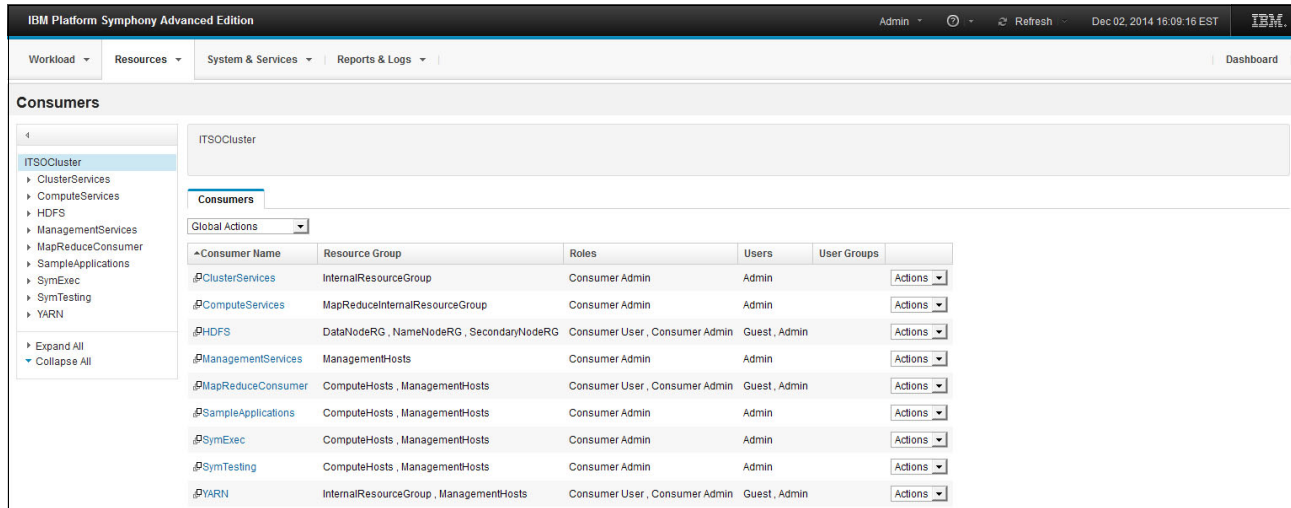 IBM Platform Symphony Advanced Edition Admin Refresh Dec 02, 2014 16:09:16 EST IBM.
Workload Resources System & Services Reports & Logs Dashboard
Consumers
ITSOCluster
ClusterServices
ComputeServices
HDFS
ManagementServices
MapReduceConsumer
SampleApplications
SymExec
SymTesting
YARN
Expand All
Collapse All
ITSOCluster
Consumers
Global Actions
Consumer Name Resource Group Roles Users User Groups
ClusterServices InternalResourceGroup Consumer Admin Admin Actions
ComputeServices MapReduceInternalResourceGroup Consumer Admin Admin Actions
HDFS DataNodeRG , NameNodeRG , SecondaryNodeRG Consumer User , Consumer Admin Guest , Admin Actions
ManagementServices ManagementHosts Consumer Admin Admin Actions
MapReduceConsumer ComputeHosts , ManagementHosts Consumer User , Consumer Admin Guest , Admin Actions
SampleApplications ComputeHosts , ManagementHosts Consumer Admin Admin Actions
SymExec ComputeHosts , ManagementHosts Consumer Admin Admin Actions
SymTesting ComputeHosts , ManagementHosts Consumer Admin Admin Actions
YARN InternalResourceGroup , ManagementHosts Consumer User , Consumer Admin Guest , Admin Actions